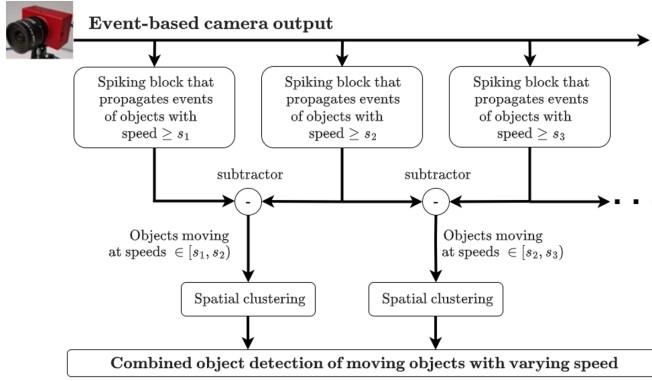 Event-based camera output
Spiking block that
propagates events
of objects with
speed ≥ s₁
Spiking block that
propagates events
of objects with
speed ≥ s₂
Spiking block that
propagates events
of objects with
speed ≥ s₃
subtractor
subtractor
-
-
. . .
Objects moving
at speeds ∈ [s₁, s₂)
Objects moving
at speeds ∈ [s₂, s₃)
Spatial clustering
Spatial clustering
Combined object detection of moving objects with varying speed